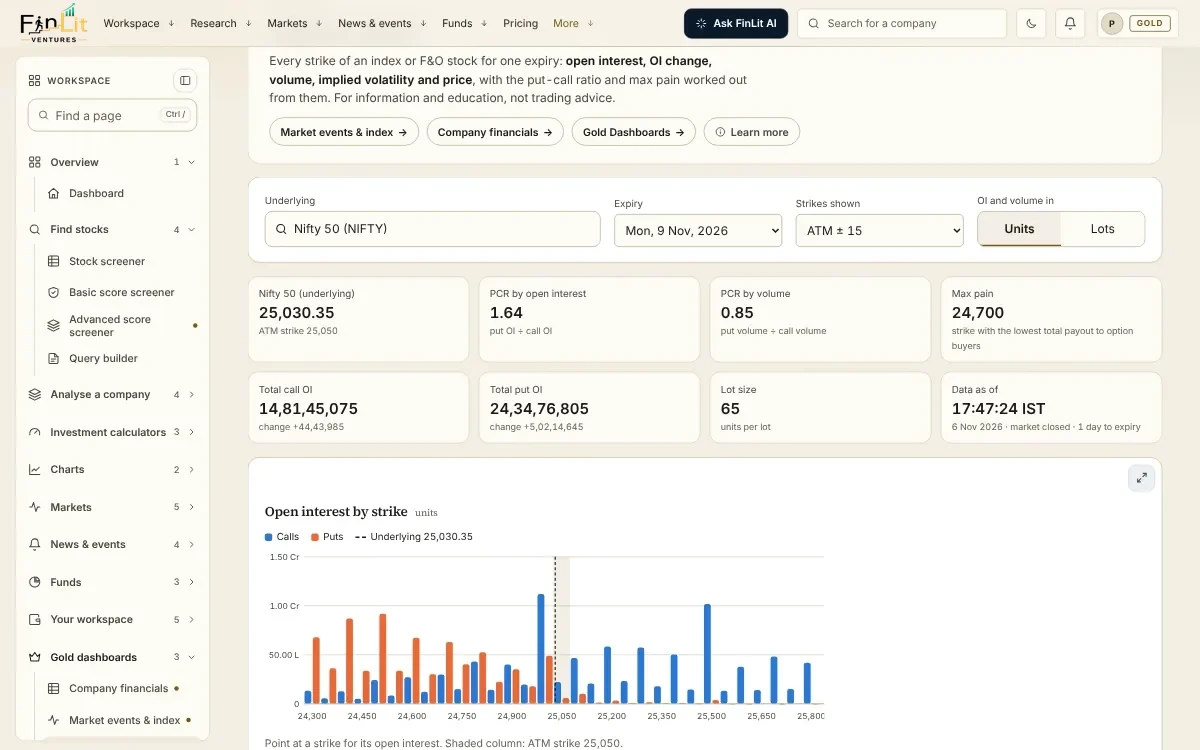 FinLit
VENTURES
Workspace
Research
Markets
News & events
Funds
Pricing
More
Ask FinLit AI
Search for a company
P
GOLD
WORKSPACE
Find a page
Ctrl /
Overview 1
Dashboard
Find stocks 4
Stock screener
Basic score screener
Advanced score
screener
Query builder
Analyse a company 4
Investment calculators 3
Charts 2
Markets 5
News & events 4
Funds 3
Your workspace 5
Gold dashboards 3
Company financials
Market events & index
Every strike of an index or F&O stock for one expiry: open interest, OI change,
volume, implied volatility and price, with the put-call ratio and max pain worked out
from them. For information and education, not trading advice.
Market events & index →
Company financials →
Gold Dashboards →
Learn more
Underlying
Nifty 50 (NIFTY)
Expiry
Mon, 9 Nov, 2026
Strikes shown
ATM ± 15
OI and volume in
Units
Lots
Nifty 50 (underlying)
25,030.35
ATM strike 25,050
PCR by open interest
1.64
put OI ÷ call OI
PCR by volume
0.85
put volume ÷ call volume
Max pain
24,700
strike with the lowest total payout to option
buyers
Total call OI
14,81,45,075
change +44,43,985
Total put OI
24,34,76,805
change +5,02,14,645
Lot size
65
units per lot
Data as of
17:47:24 IST
6 Nov 2026 · market closed · 1 day to expiry
Open interest by strike units
Calls
Puts
Underlying 25,030.35
1.50 Cr
1.00 Cr
50.00 L
0
24,300 24,450 24,600 24,750 24,900 25,050 25,200 25,350 25,500 25,650 25,800
Point at a strike for its open interest. Shaded column: ATM strike 25,050.